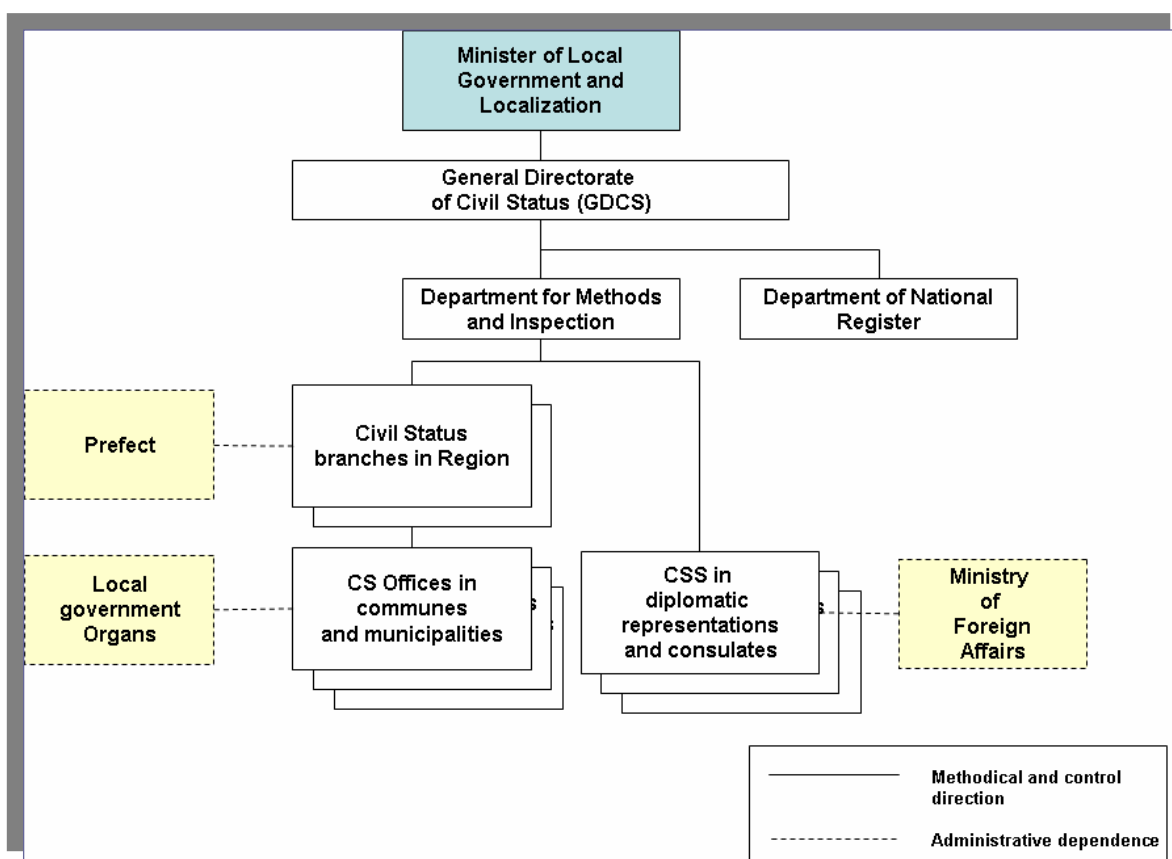 Minister of Local
Government and
Localization
General Directorate
of Civil Status (GDCS)
Department for Methods
and Inspection
Department of National
Register
Prefect
Civil Status
branches in Region
Local
government
Organs
CS Offices in
communes
and municipalities
CSS in
diplomatic
representations
and consulates
Ministry
of
Foreign
Affairs
Methodical and control
direction
Administrative dependence